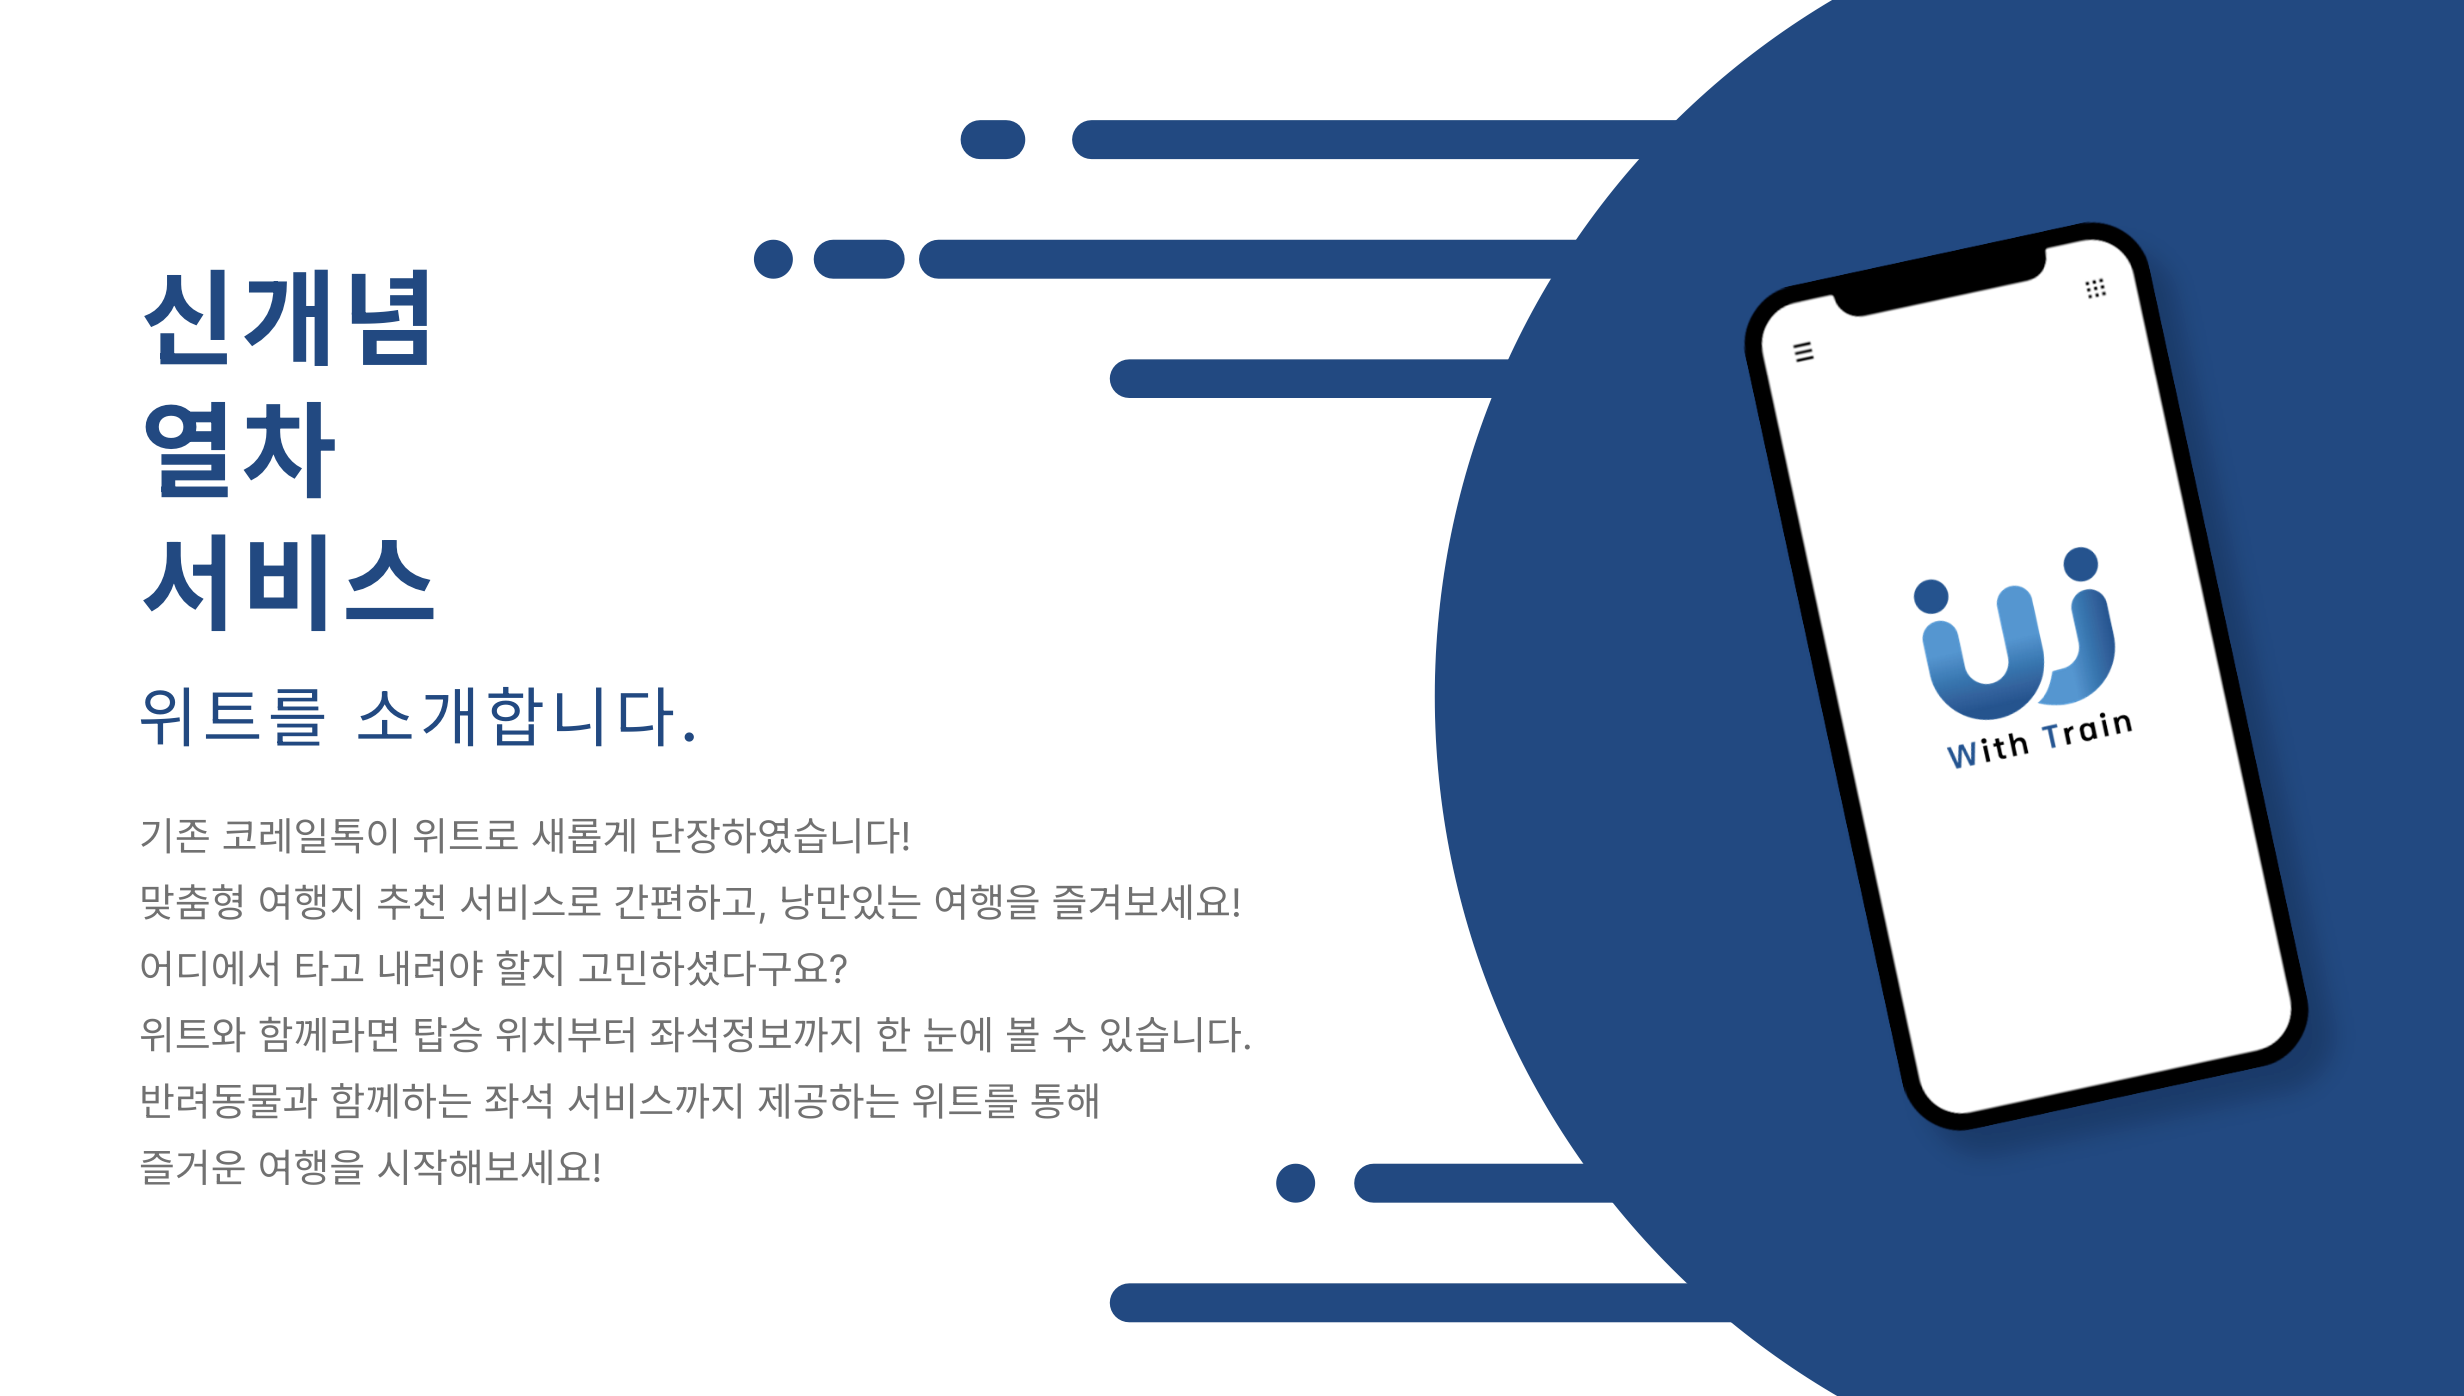 신개념
열차
서비스
위트를 소개합니다.
기존 코레일톡이 위트로 새롭게 단장하였습니다!
맞춤형 여행지 추천 서비스로 간편하고, 낭만있는 여행을 즐겨보세요!
어디에서 타고 내려야 할지 고민하셨다구요?
위트와 함께라면 탑승 위치부터 좌석정보까지 한 눈에 볼 수 있습니다.
반려동물과 함께하는 좌석 서비스까지 제공하는 위트를 통해
즐거운 여행을 시작해보세요!
With Train